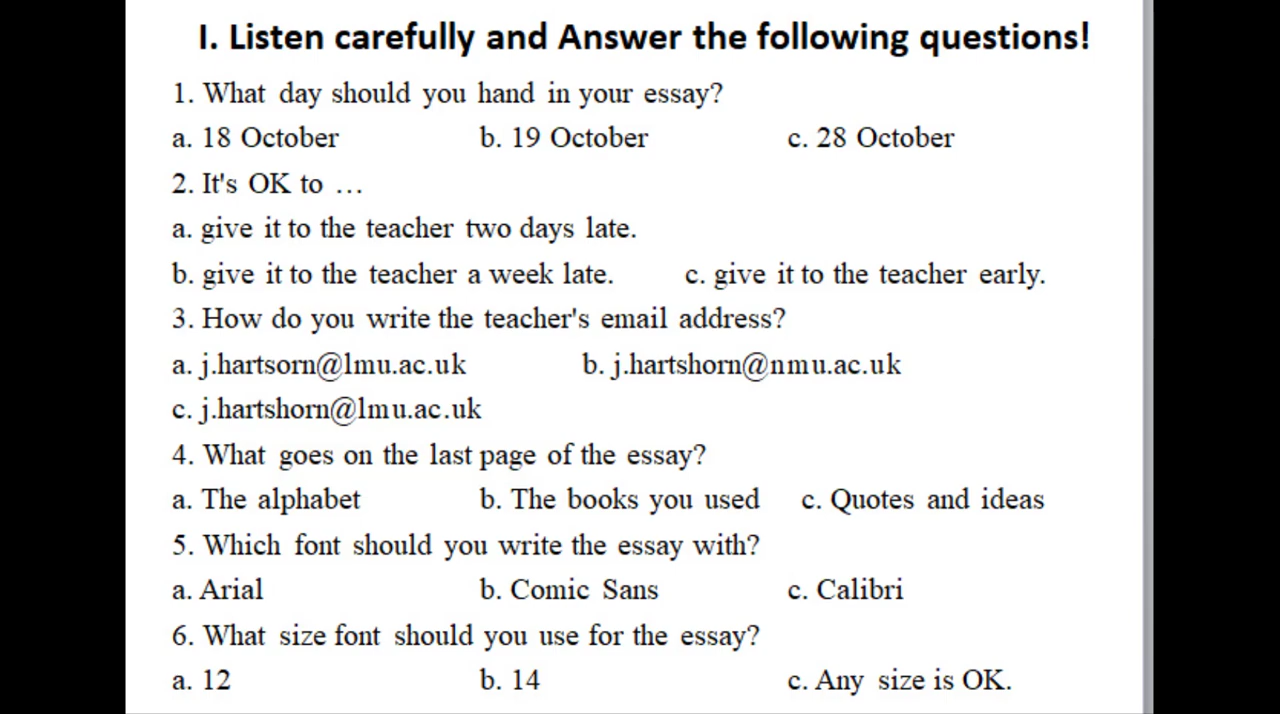 I. Listen carefully and Answer the following questions!
1. What day should you hand in your essay?
a. 18 October b. 19 October c. 28 October
2. It's OK to …
a. give it to the teacher two days late.
b. give it to the teacher a week late. c. give it to the teacher early.
3. How do you write the teacher's email address?
a. j.hartsorn@lmu.ac.uk b. j.hartshorn@nmu.ac.uk
c. j.hartshorn@lmu.ac.uk
4. What goes on the last page of the essay?
a. The alphabet b. The books you used c. Quotes and ideas
5. Which font should you write the essay with?
a. Arial b. Comic Sans c. Calibri
6. What size font should you use for the essay?
a. 12 b. 14 c. Any size is OK.